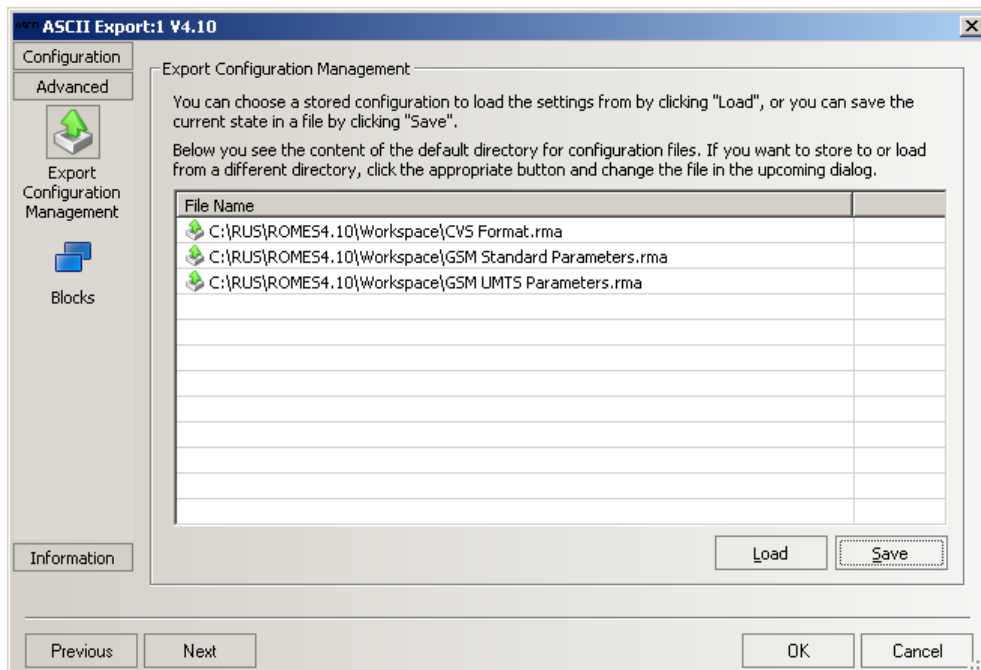 ASCII Export:1 V4.10
Configuration
Advanced
Export
Configuration
Management
Blocks
Information
Export Configuration Management
You can choose a stored configuration to load the settings from by clicking "Load", or you can save the
current state in a file by clicking "Save".
Below you see the content of the default directory for configuration files. If you want to store to or load
from a different directory, click the appropriate button and change the file in the upcoming dialog.
File Name
C:\RUS\ROMES4.10\Workspace\CVS Format.rma
C:\RUS\ROMES4.10\Workspace\GSM Standard Parameters.rma
C:\RUS\ROMES4.10\Workspace\GSM UMTS Parameters.rma
Load
Save
Previous
Next
OK
Cancel